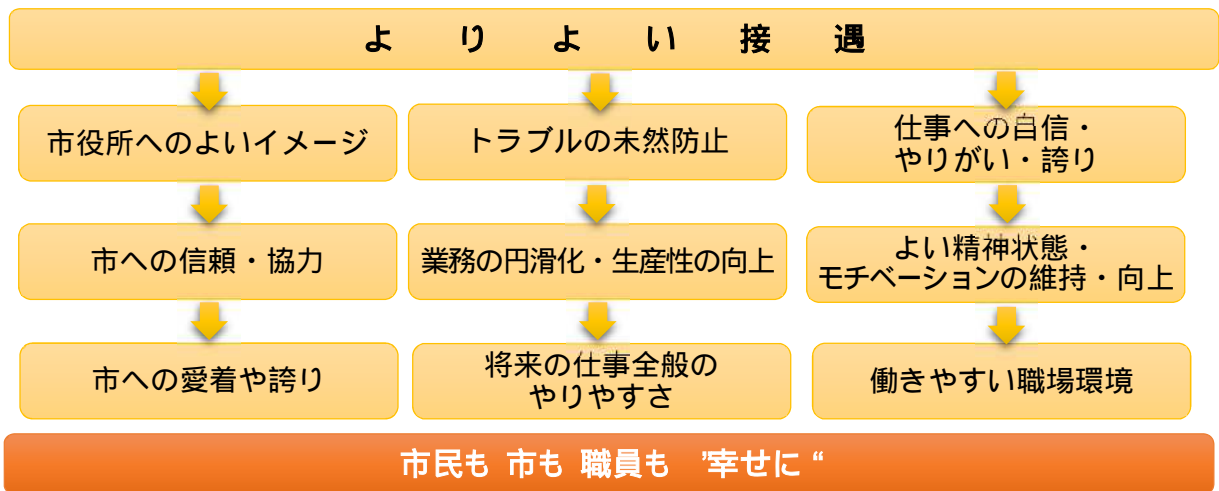 よ り よ い 接 遇
市役所へのよいイメージ
トラブルの未然防止
仕事への自信・
やりがい・誇り
市への信頼・協力
業務の円滑化・生産性の向上
よい精神状態・
モチベーションの維持・向上
市への愛着や誇り
将来の仕事全般の
やりやすさ
働きやすい職場環境
市民も 市も 職員も ”幸せに “